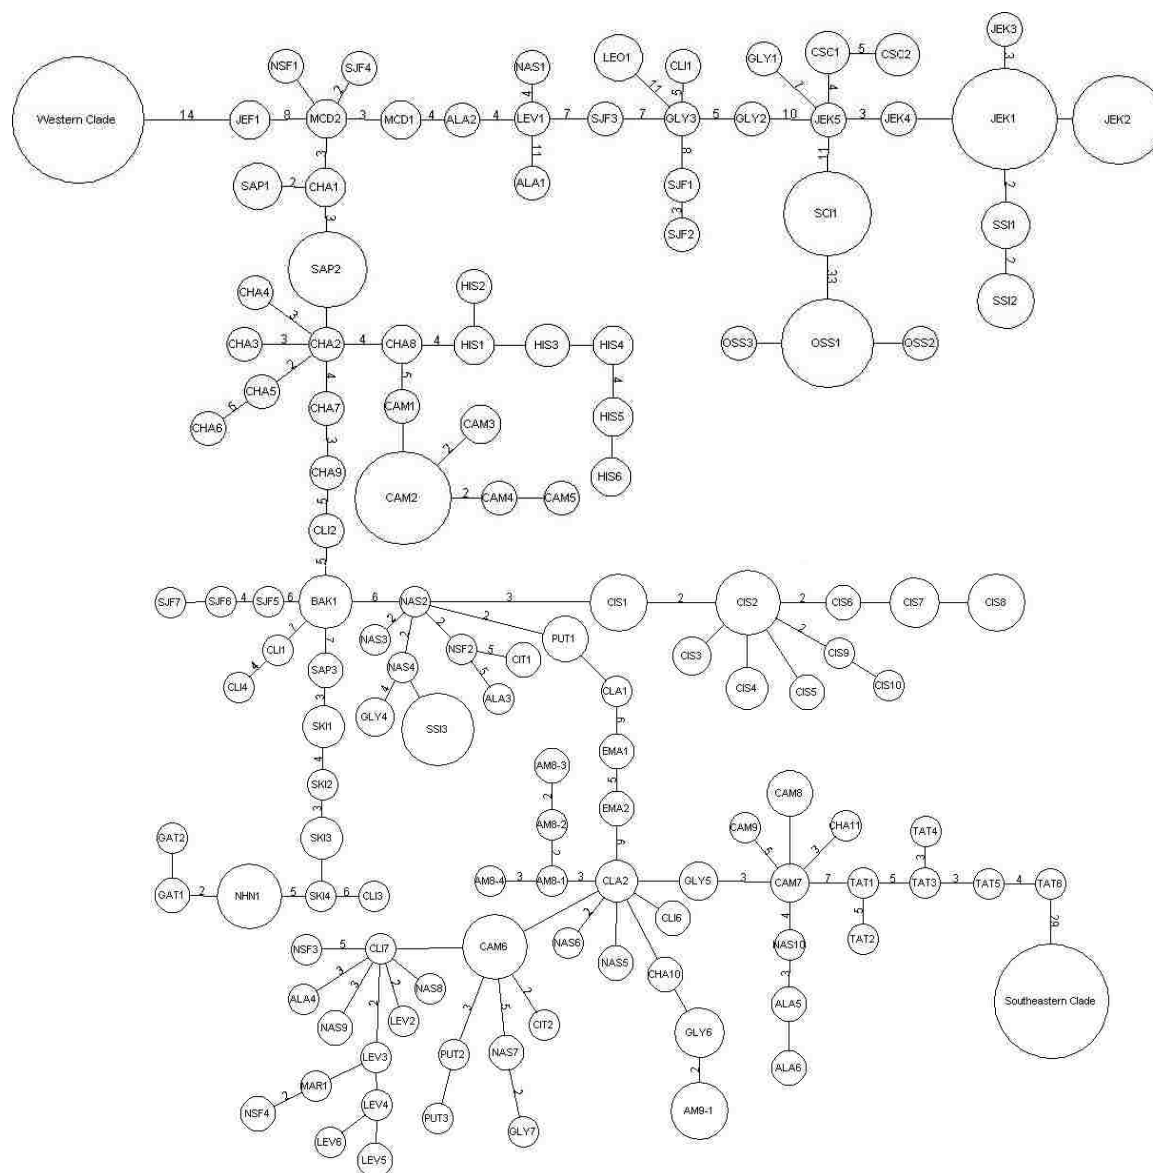 JEK3
NSF1
SJF4
NAS1
LEO1
CLI1
GLY1
CSC1
5
CSC2
2
11
5
7
4
3
4
Western Clade
14
JEF1
8
MCD2
3
MCD1
4
ALA2
4
LEV1
7
SJF3
7
GLY3
5
GLY2
10
JEK5
3
JEK4
JEK1
JEK2
3
11
8
11
SAP1
2
CHA1
ALA1
SJF1
2
3
3
SJF2
SCI1
SSI1
2
SAP2
33
SSI2
CHA4
HIS2
3
CHA3
3
CHA2
4
CHA8
4
HIS1
HIS3
HIS4
OSS3
OSS1
OSS2
2
4
5
4
CHA5
6
CHA6
CHA7
CAM1
HIS5
3
CAM3
2
CHA9
HIS6
5
CAM2
2
CAM4
CAM5
CLI2
5
SJF7
SJF6
4
SJF5
6
BAK1
6
NAS2
3
CIS1
2
CIS2
2
CIS6
CIS7
CIS8
2
2
2
2
7
7
NAS3
PUT1
2
CLI1
NSF2
5
CIT1
CIS3
CIS9
4
SAP3
NAS4
5
CLI4
4
ALA3
CLA1
CIS4
CIS5
CIS10
3
GLY4
SKI1
SSI3
9
4
EMA1
AM8-3
5
SKI2
2
CAM8
3
EMA2
AM8-2
CAM9
CHA11
TAT4
GAT2
SKI3
2
9
5
3
3
AM8-4
3
AM8-1
3
CLA2
GLY5
3
CAM7
7
TAT1
5
TAT3
3
TAT5
4
TAT6
GAT1
2
NHN1
5
SKI4
6
CLI3
2
CLI6
4
5
29
NAS6
NAS10
TAT2
NSF3
5
CLI7
CAM6
NAS5
3
CHA10
3
3
2
2
NAS8
3
5
2
ALA4
ALA5
Southeastern Clade
NAS9
LEV2
CIT2
GLY6
PUT2
NAS7
LEV3
2
ALA6
MAR1
2
2
NSF4
LEV4
PUT3
AM9-1
LEV6
GLY7
LEV5